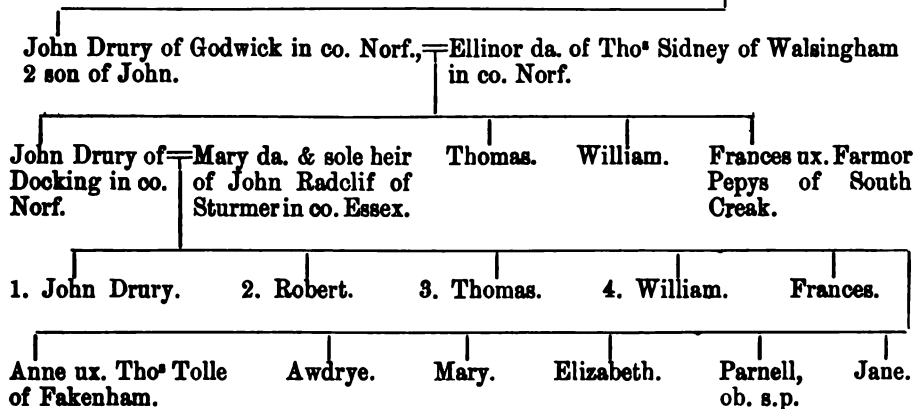 John Drury of Godwick in co. Norf.,=Ellinor da. of Thoˢ Sidney of Walsingham
2 son of John. in co. Norf.
John Drury of=Mary da. & sole heir Thomas. William. Frances ux. Farmor
Docking in co. of John Radclif of Pepys of South
Norf. Sturmer in co. Essex. Creak.
1. John Drury. 2. Robert. 3. Thomas. 4. William. Frances.
Anne ux. Thoˢ Tolle Awdrye. Mary. Elizabeth. Parnell, Jane.
of Fakenham. ob. s.p.